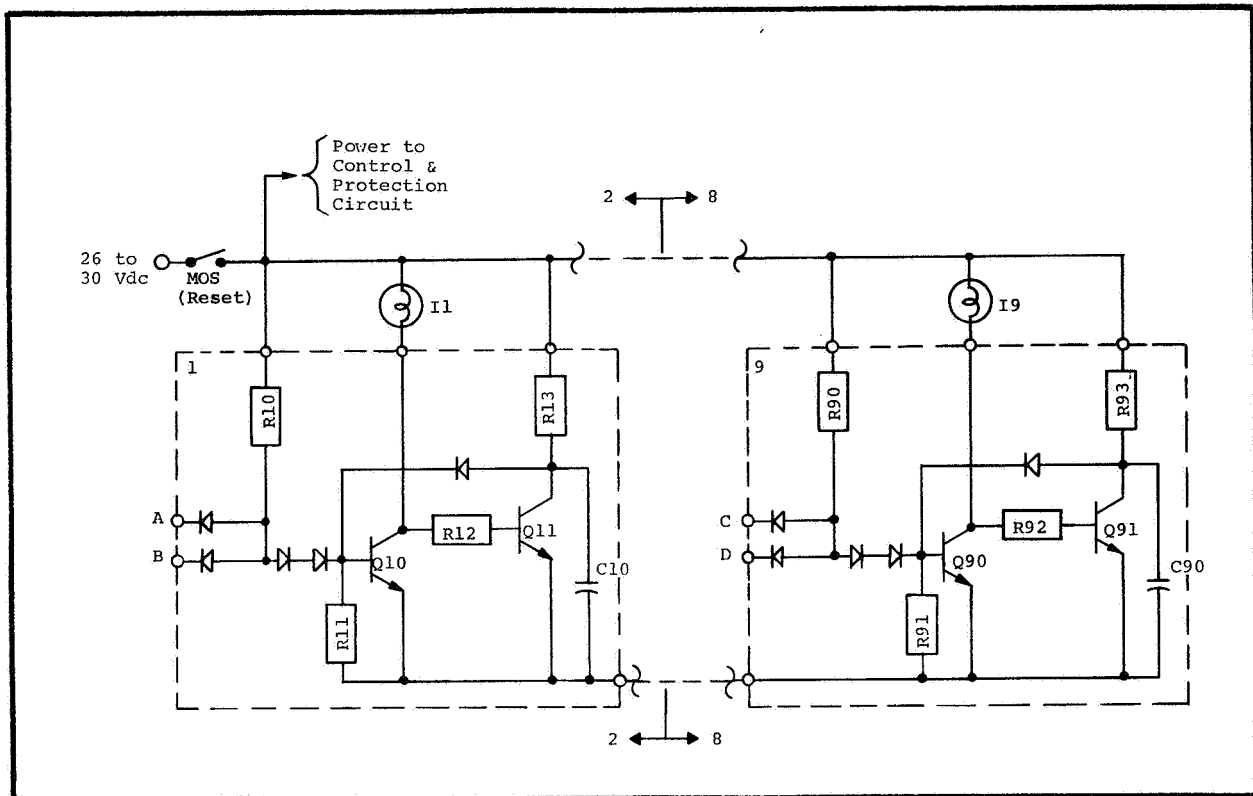 Power to
Control &
Protection
Circuit
2
8
26 to
30 Vdc
MOS
(Reset)
I1
I9
1
R10
R13
9
R90
R93
A
B
Q10
R12
Q11
C10
R11
C
D
Q90
R92
Q91
C90
R91
2
8